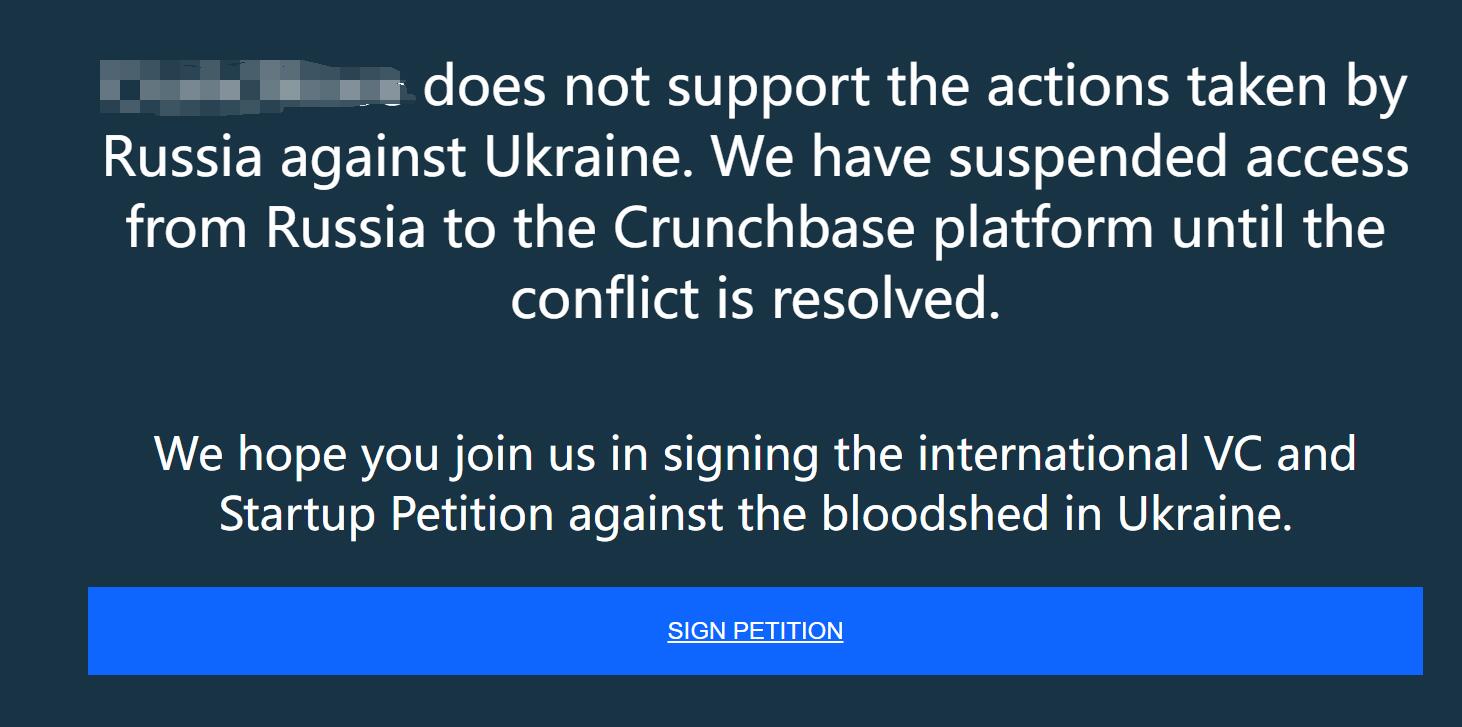 does not support the actions taken by
Russia against Ukraine. We have suspended access
from Russia to the Crunchbase platform until the
conflict is resolved.
We hope you join us in signing the international VC and
Startup Petition against the bloodshed in Ukraine.
SIGN PETITION